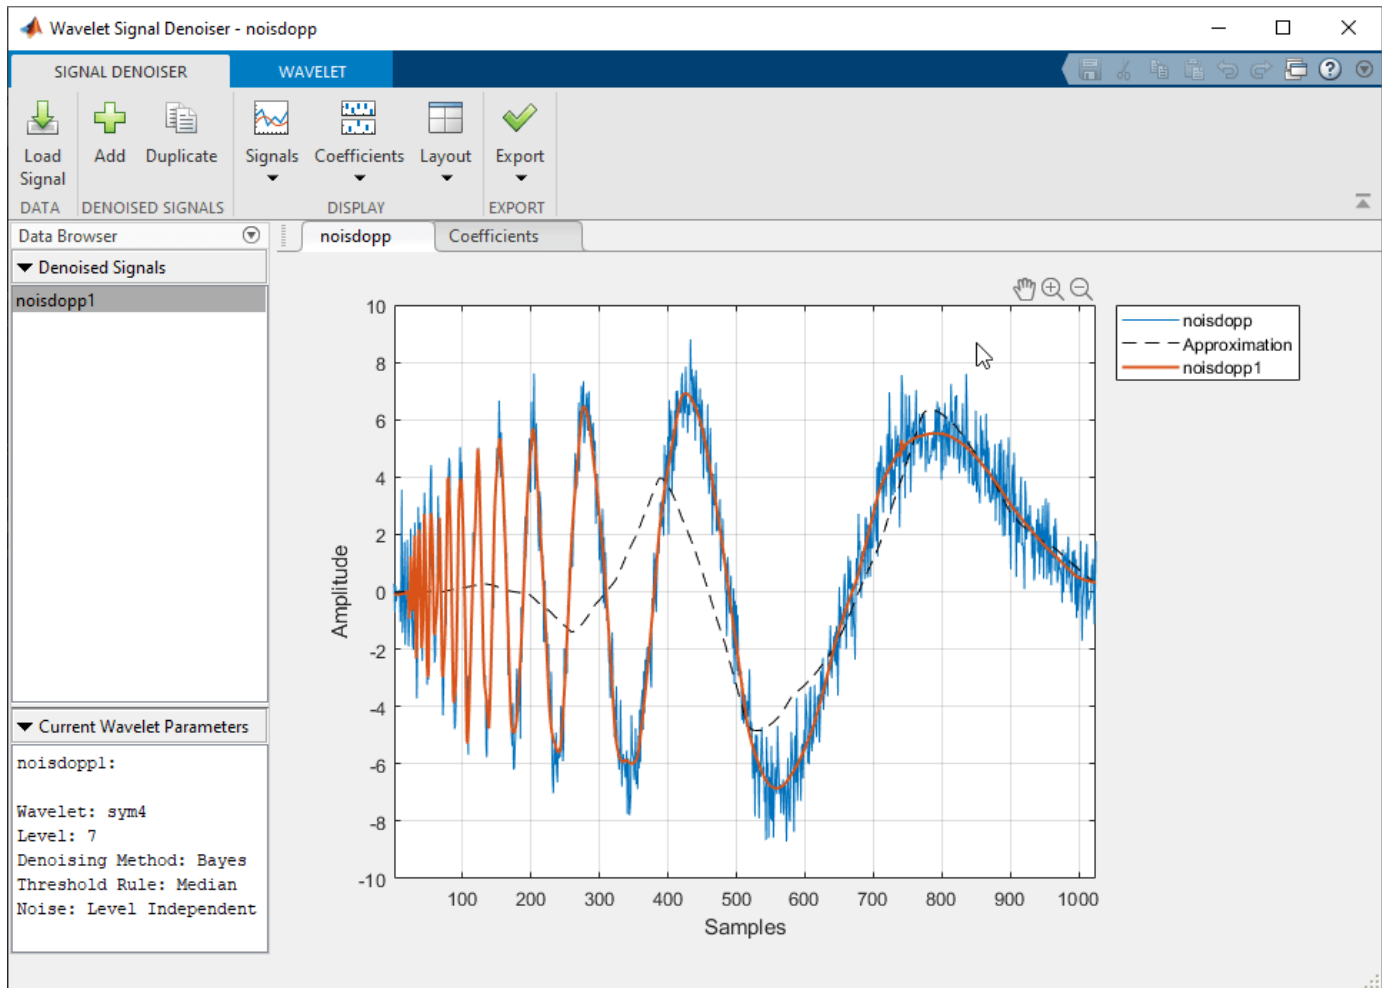 Wavelet Signal Denoiser - noisdopp
SIGNAL DENOISER WAVELET
Load Signal Add Duplicate Signals Coefficients Layout Export
DATA DENOISED SIGNALS DISPLAY EXPORT
Data Browser
Denoised Signals
noisdopp1
Current Wavelet Parameters
noisdopp1:
Wavelet: sym4
Level: 7
Denoising Method: Bayes
Threshold Rule: Median
Noise: Level Independent
noisdopp Coefficients
noisdopp
Approximation
noisdopp1
Amplitude
10
8
6
4
2
0
-2
-4
-6
-8
-10
100 200 300 400 500 600 700 800 900 1000
Samples